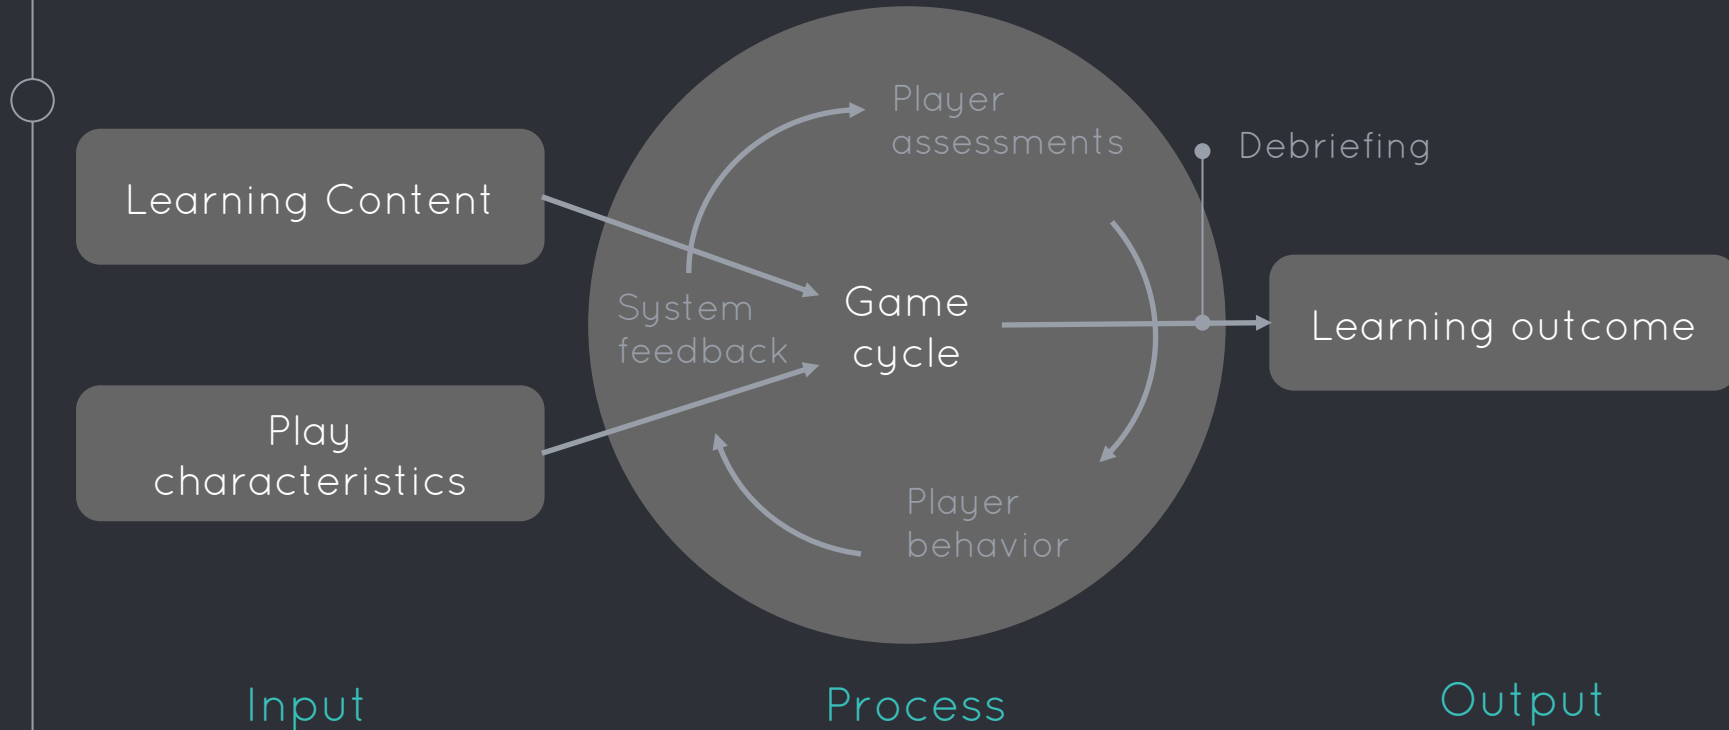 Learning Content
Play
characteristics
Player
assessments
System
feedback
Game
cycle
Player
behavior
Debriefing
Learning outcome
Input
Process
Output